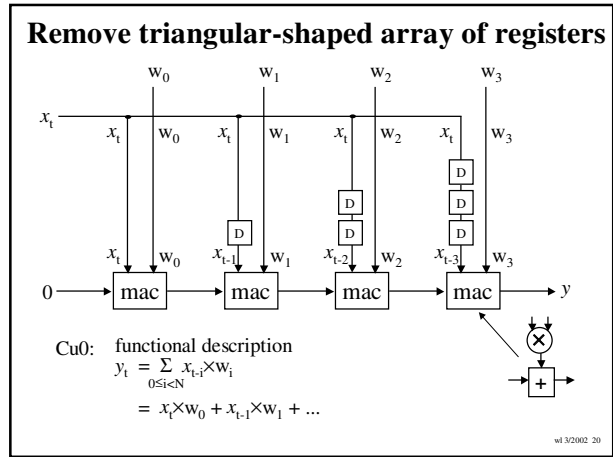 Remove triangular-shaped array of registers
w₀ w₁ w₂ w₃
xₜ
xₜ w₀ xₜ w₁ xₜ w₂ xₜ w₃
D
D D
D D D
xₜ w₀ xₜ₋₁ w₁ xₜ₋₂ w₂ xₜ₋₃ w₃
0 mac mac mac mac y
Cu0: functional description
yₜ = Σ xₜ₋ᵢ×wᵢ
0≤i<N
= xₜ×w₀ + xₜ₋₁×w₁ + ...
×
+
wl 3/2002 20